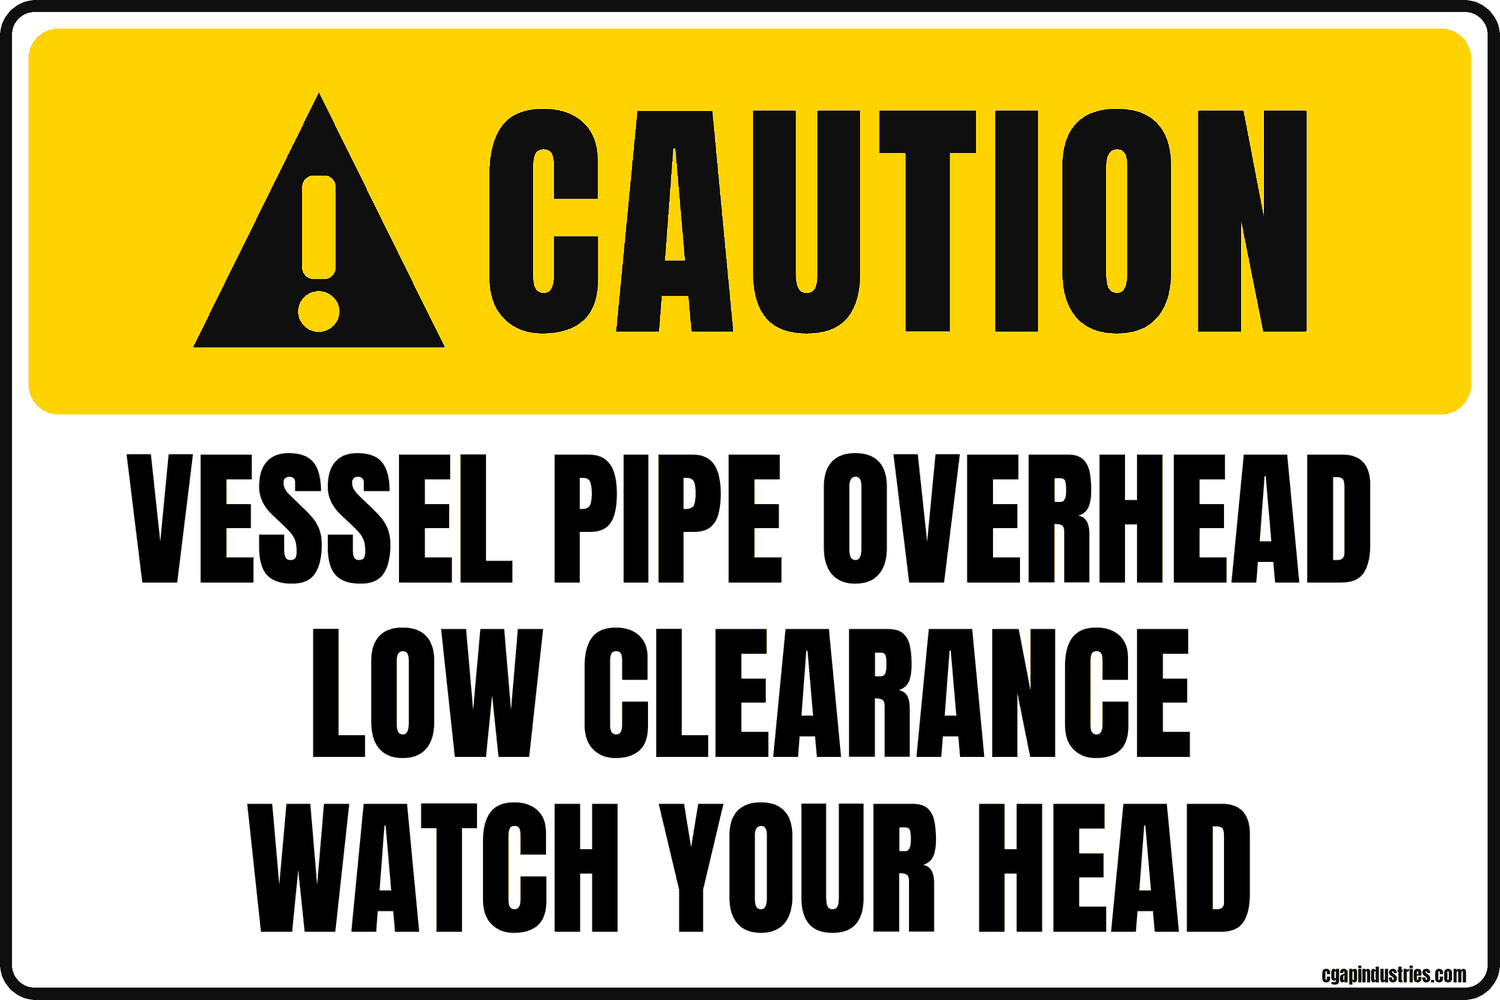 CAUTION
VESSEL PIPE OVERHEAD
LOW CLEARANCE
WATCH YOUR HEAD
cgapindustries.com